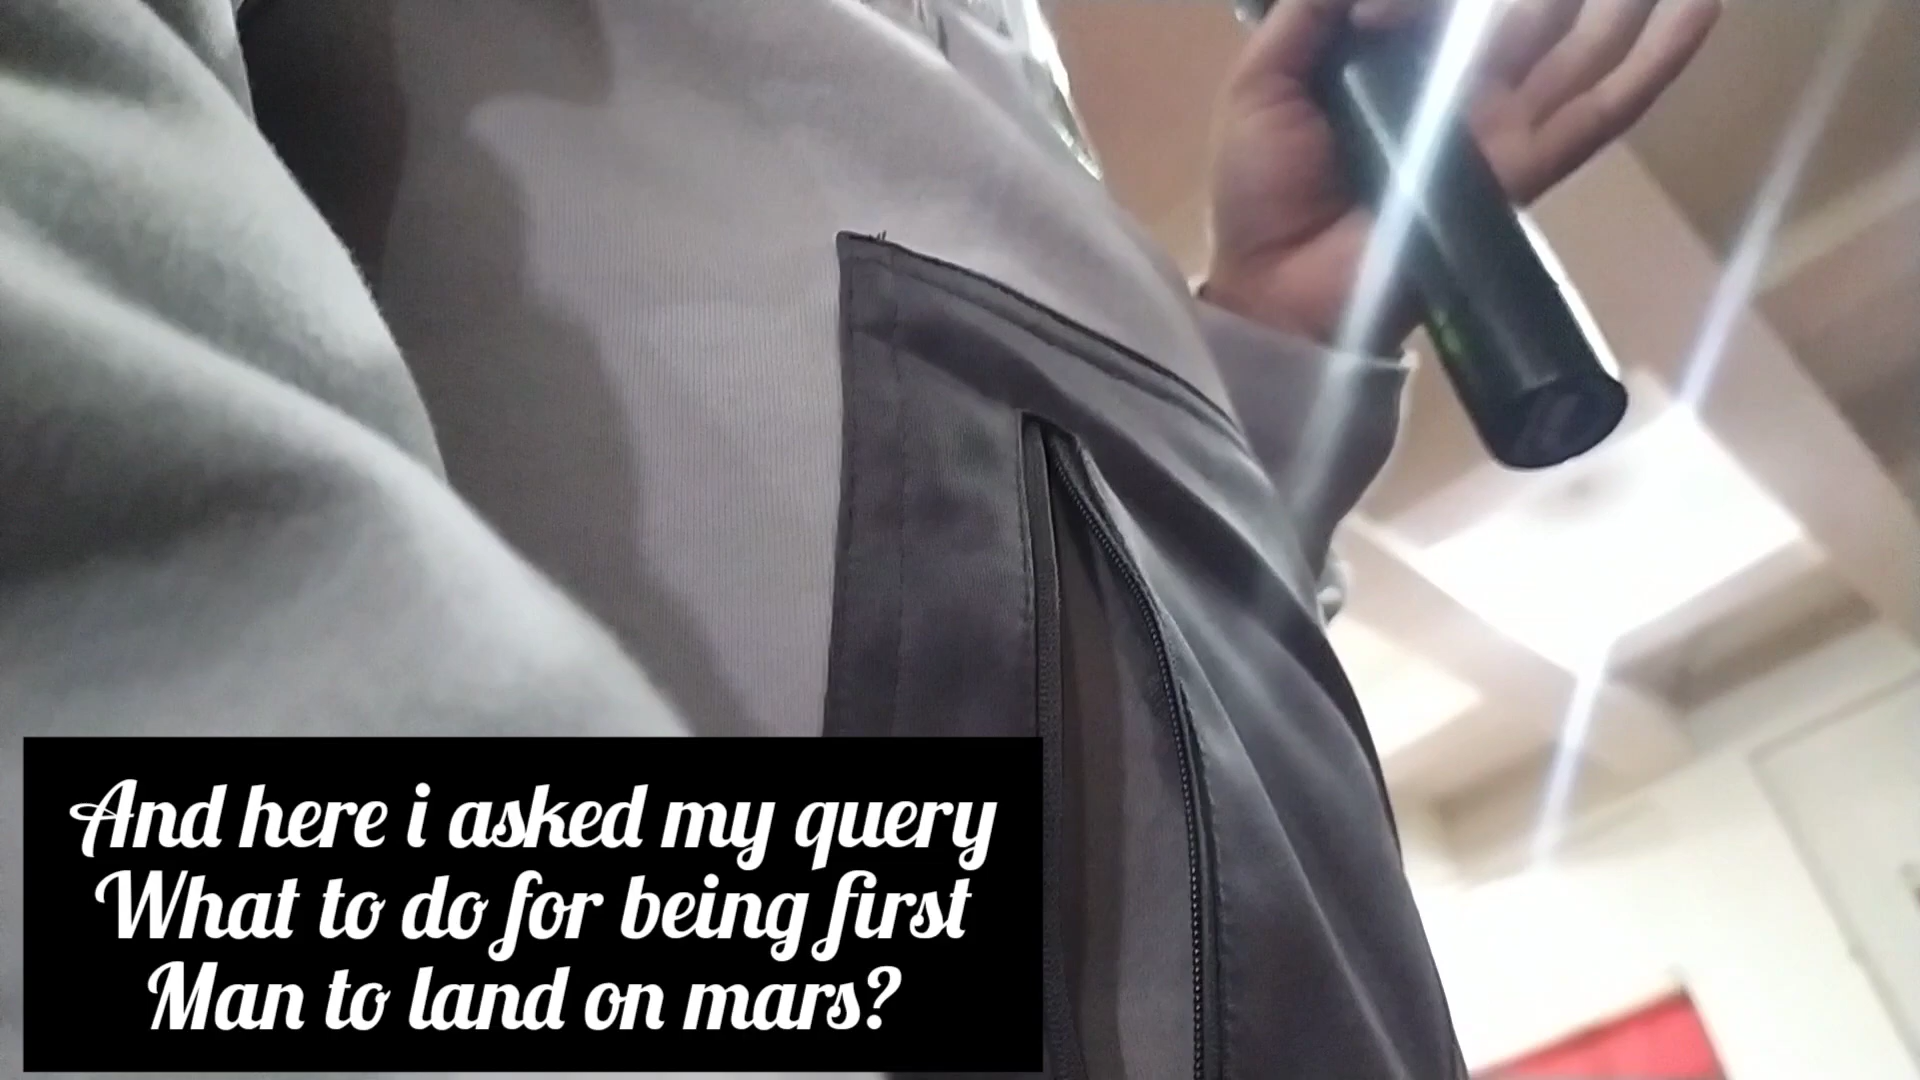 And here i asked my query
What to do for being first
Man to land on mars?